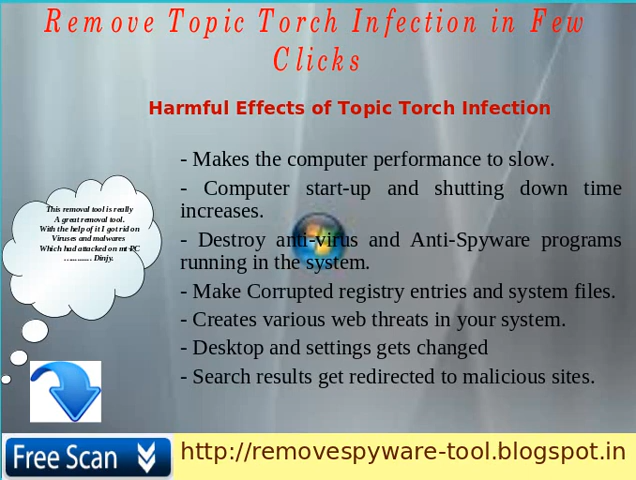 Remove Topic Torch Infection in Few
Clicks
Harmful Effects of Topic Torch Infection
- Makes the computer performance to slow.
- Computer start-up and shutting down time
increases.
- Destroy anti-virus and Anti-Spyware programs
running in the system.
- Make Corrupted registry entries and system files.
- Creates various web threats in your system.
- Desktop and settings gets changed
- Search results get redirected to malicious sites.
This removal tool is really
A great removal tool.
With the help of it I got rid on
Viruses and malwares
Which had attacked on mt PC
............ Dinjy.
Free Scan
http://removespyware-tool.blogspot.in